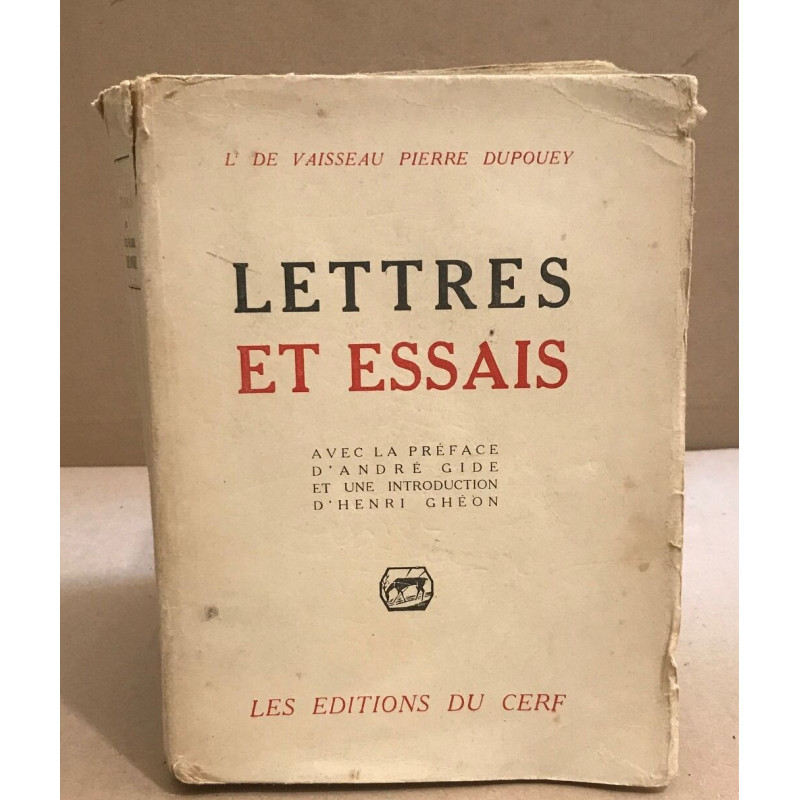 Lt DE VAISSEAU PIERRE DUPOUEY
LETTRES
ET ESSAIS
AVEC LA PRÉFACE
D'ANDRÉ GIDE
ET UNE INTRODUCTION
D'HENRI GHÉON
LES EDITIONS DU CERF